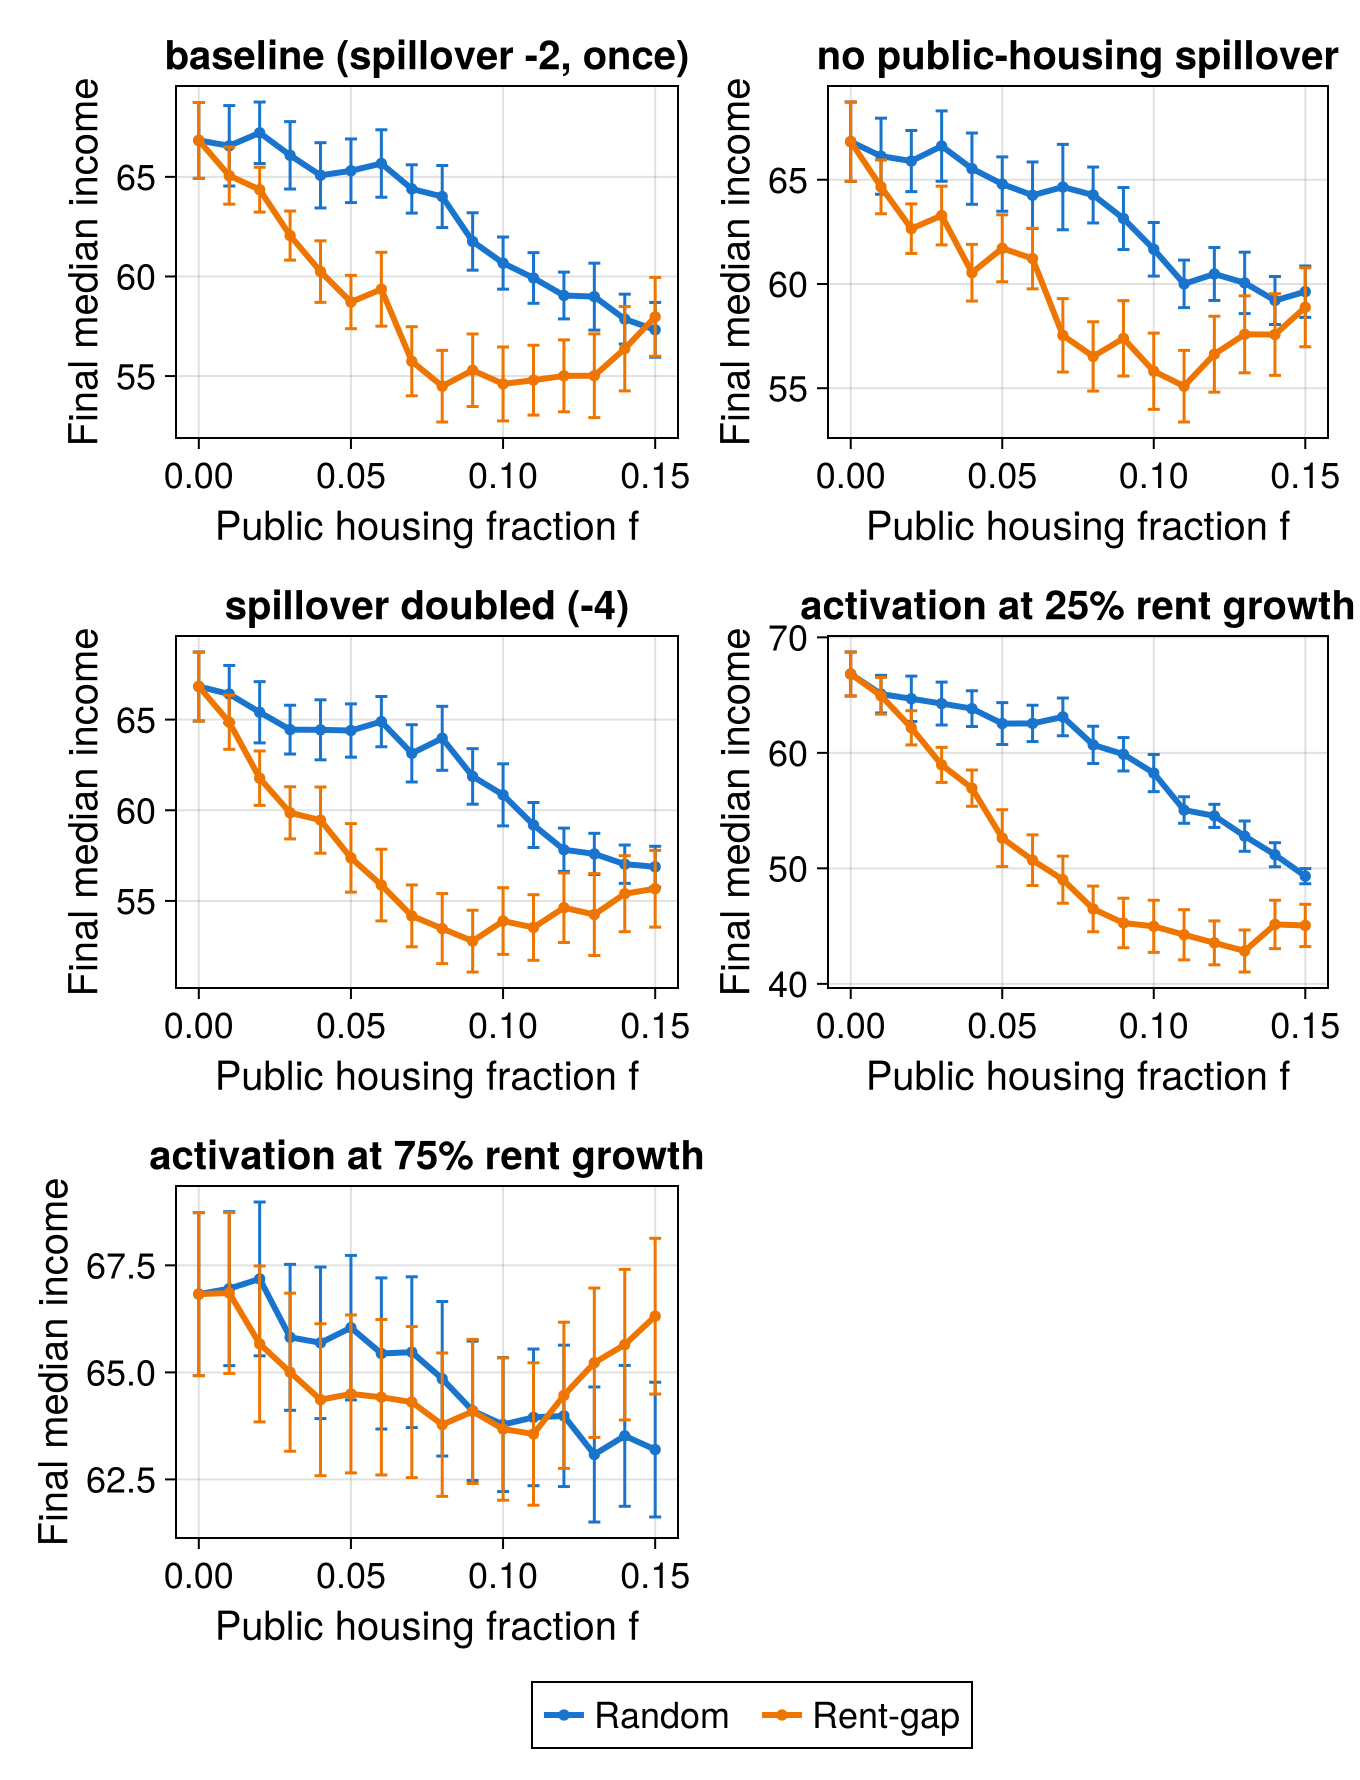 baseline (spillover -2, once)
Final median income
65
60
55
0.00 0.05 0.10 0.15
Public housing fraction f
no public-housing spillover
Final median income
65
60
55
0.00 0.05 0.10 0.15
Public housing fraction f
spillover doubled (-4)
Final median income
65
60
55
0.00 0.05 0.10 0.15
Public housing fraction f
activation at 25% rent growth
Final median income
70
60
50
40
0.00 0.05 0.10 0.15
Public housing fraction f
activation at 75% rent growth
Final median income
67.5
65.0
62.5
0.00 0.05 0.10 0.15
Public housing fraction f
Random Rent-gap